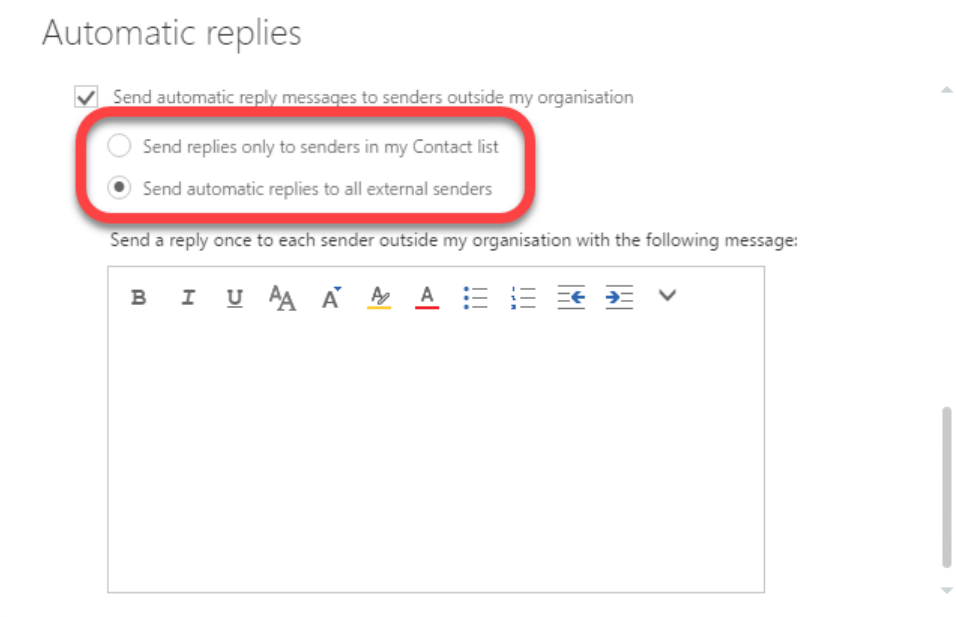 Automatic replies
Send automatic reply messages to senders outside my organisation
Send replies only to senders in my Contact list
Send automatic replies to all external senders
Send a reply once to each sender outside my organisation with the following message:
B I U AA A A A